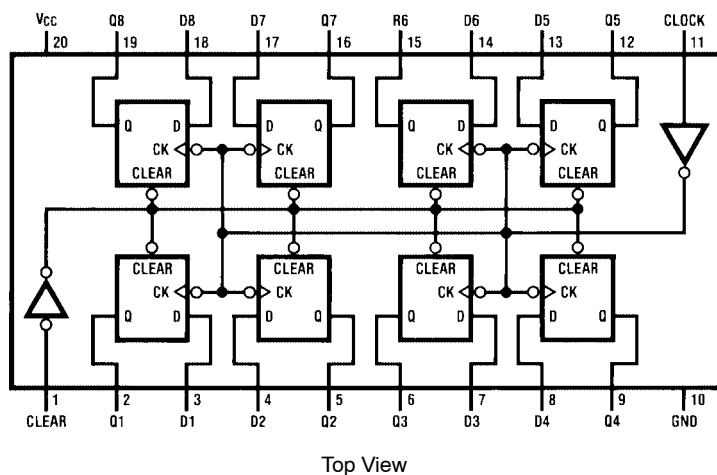 VCC Q8 D8 D7 Q7 R6 D6 D5 Q5 CLOCK
20 19 18 17 16 15 14 13 12 11
Q D D Q Q D D Q
CK CK CK CK
CLEAR CLEAR CLEAR CLEAR
CLEAR CLEAR CLEAR CLEAR
CK CK CK CK
Q D D Q Q D D Q
1 2 3 4 5 6 7 8 9 10
CLEAR Q1 D1 D2 Q2 Q3 D3 D4 Q4 GND
Top View